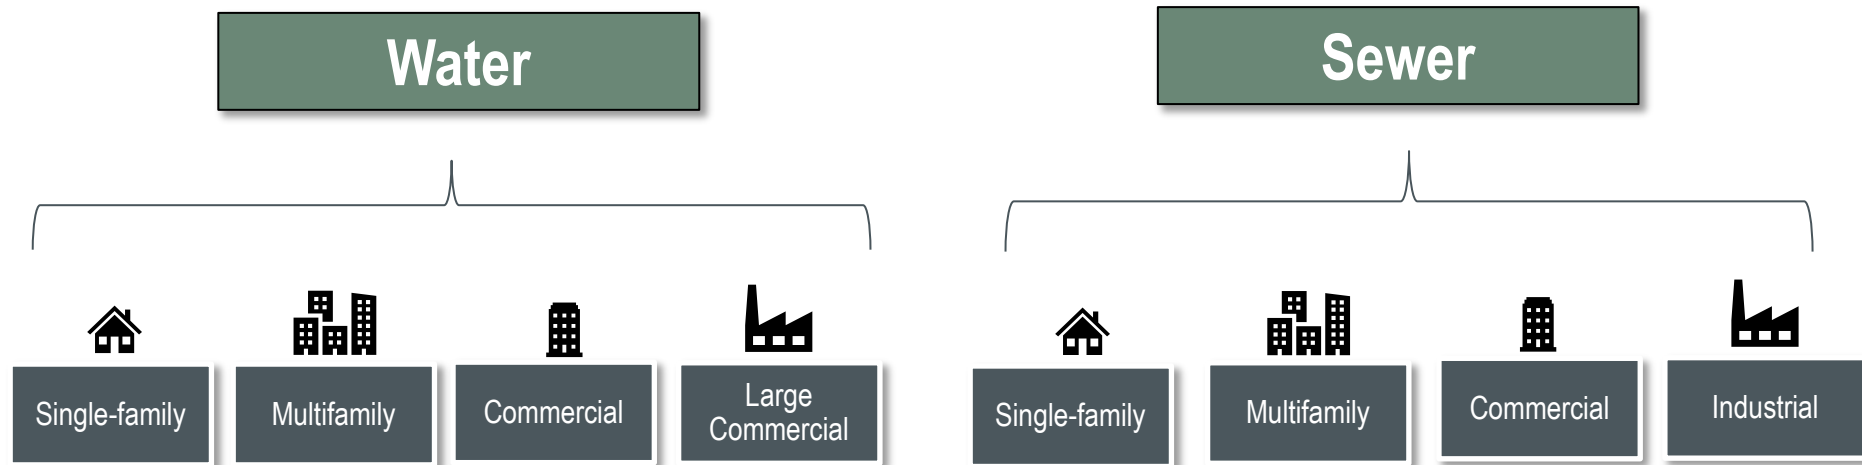 Water
Sewer
Single-family
Multifamily
Commercial
Large
Commercial
Single-family
Multifamily
Commercial
Industrial